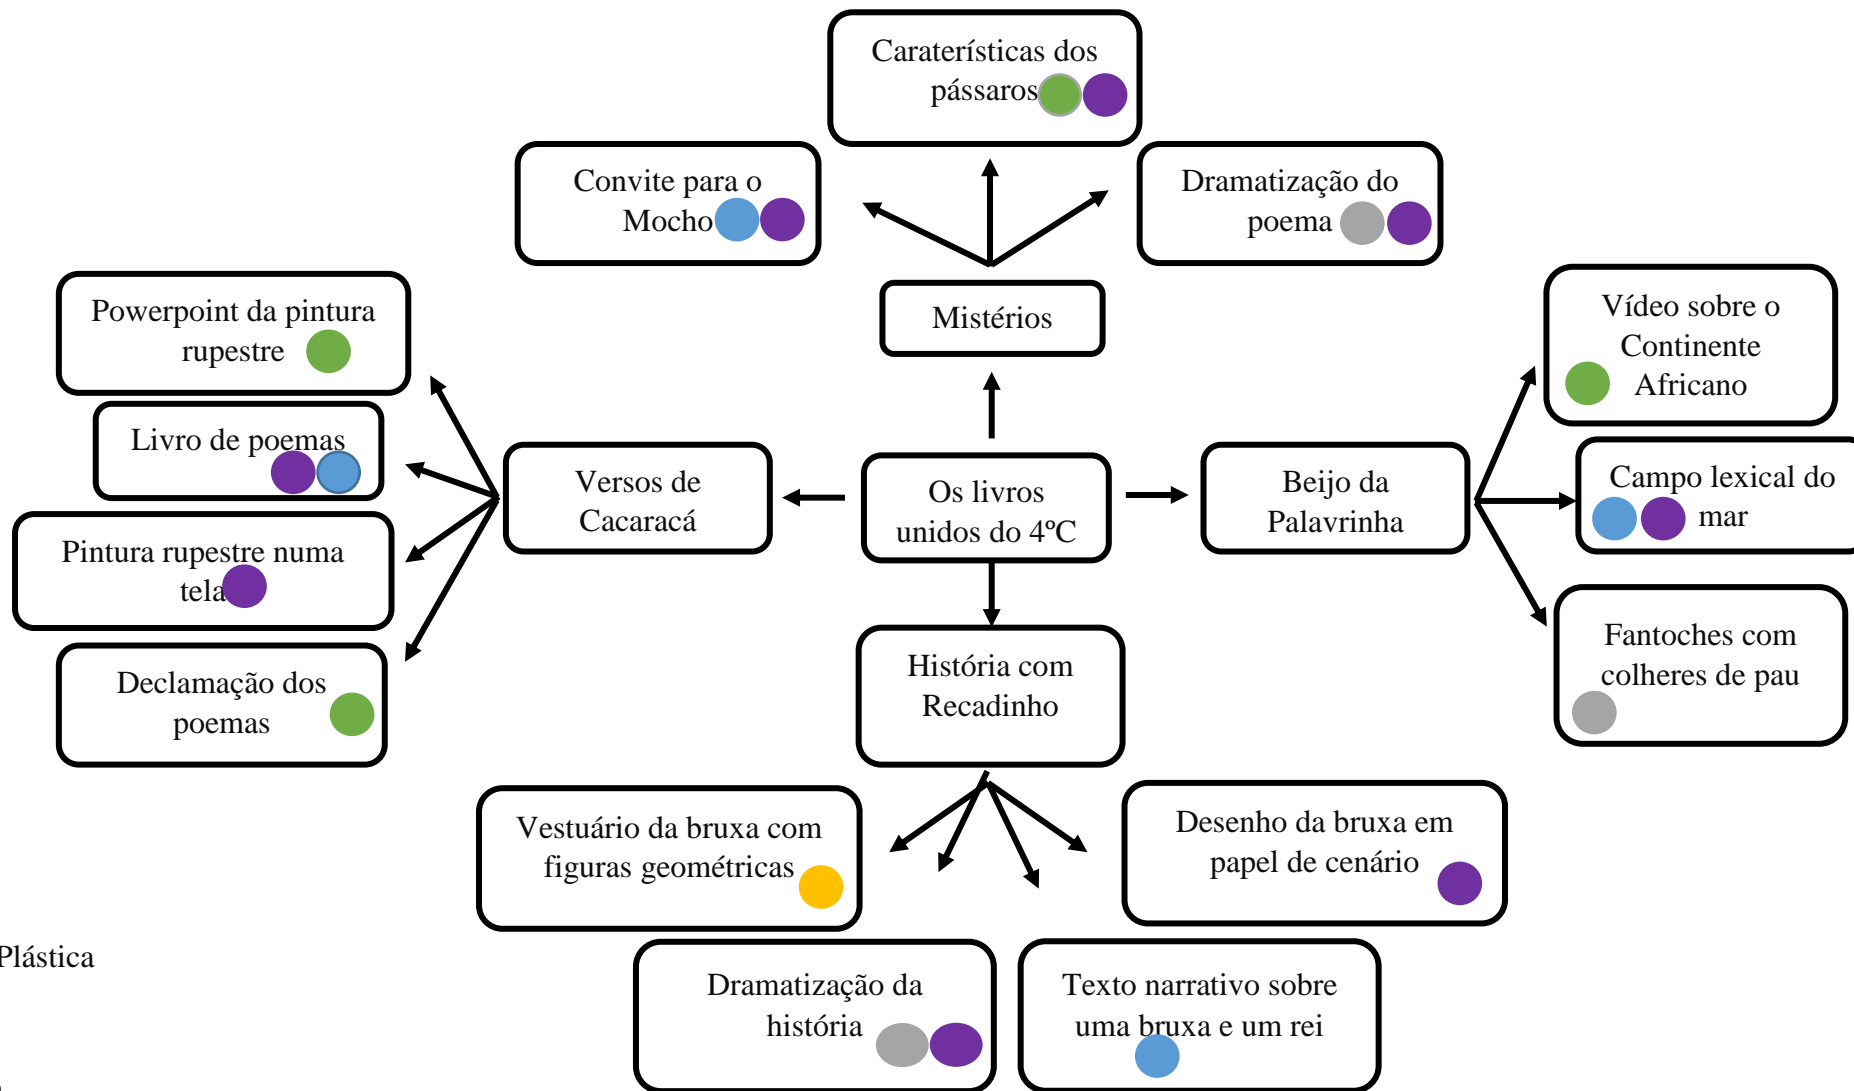 Caraterísticas dos
pássaros
Convite para o
Mocho
Dramatização do
poema
Mistérios
Powerpoint da pintura
rupestre
Livro de poemas
Pintura rupestre numa
tela
Declamação dos
poemas
Versos de
Cacaracá
Os livros
unidos do 4ºC
Beijo da
Palavrinha
Vídeo sobre o
Continente
Africano
Campo lexical do
mar
Fantoches com
colheres de pau
História com
Recadinho
Vestuário da bruxa com
figuras geométricas
Desenho da bruxa em
papel de cenário
Dramatização da
história
Texto narrativo sobre
uma bruxa e um rei
Plástica